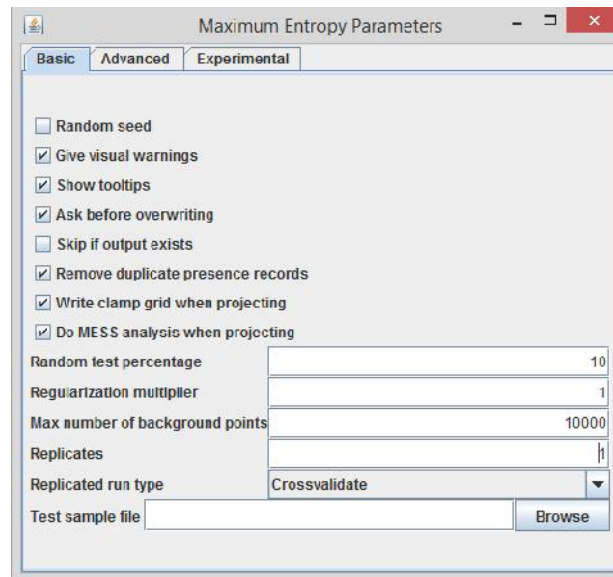 Maximum Entropy Parameters
Basic Advanced Experimental
Random seed
Give visual warnings
Show tooltips
Ask before overwriting
Skip if output exists
Remove duplicate presence records
Write clamp grid when projecting
Do MESS analysis when projecting
Random test percentage 10
Regularization multiplier 1
Max number of background points 10000
Replicates 1
Replicated run type Crossvalidate
Test sample file Browse